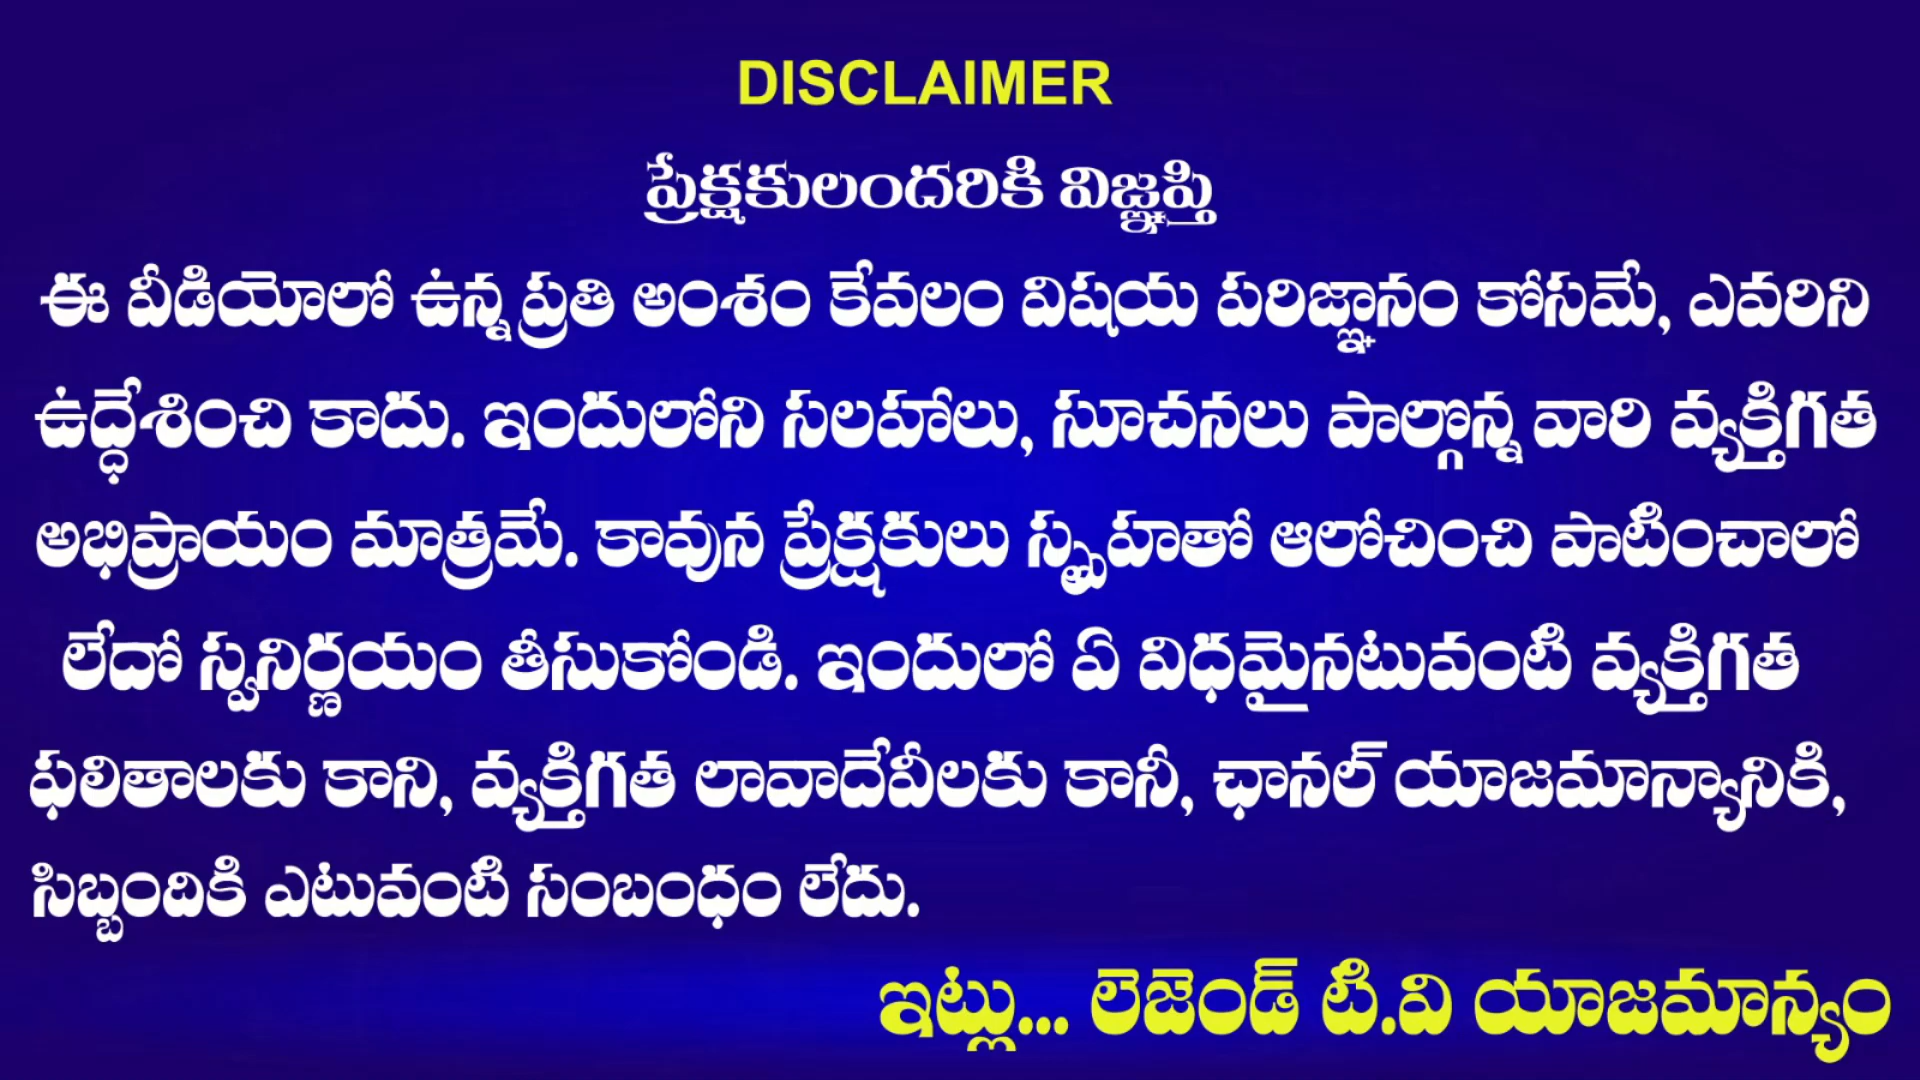 DISCLAIMER
ప్రేక్షకులందరికి విజ్ఞప్తి
ఈ వీడియోలో ఉన్న ప్రతి అంశం కేవలం విషయ పరిజ్ఞానం కోసమే, ఎవరిని
ఉద్ధేశించి కాదు. ఇందులోని సలహాలు, సూచనలు పాల్గొన్న వారి వ్యక్తిగత
అభిప్రాయం మాత్రమే. కావున ప్రేక్షకులు స్పృహతో ఆలోచించి పాటించాలో
లేదో స్వనిర్ణయం తీసుకోండి. ఇందులో ఏ విధమైనటువంటి వ్యక్తిగత
ఫలితాలకు కాని, వ్యక్తిగత లావాదేవీలకు కానీ, ఛానల్ యాజమాన్యానికి,
సిబ్బందికి ఎటువంటి సంబంధం లేదు.
ఇట్లు... లెజెండ్ టి.వి యాజమాన్యం